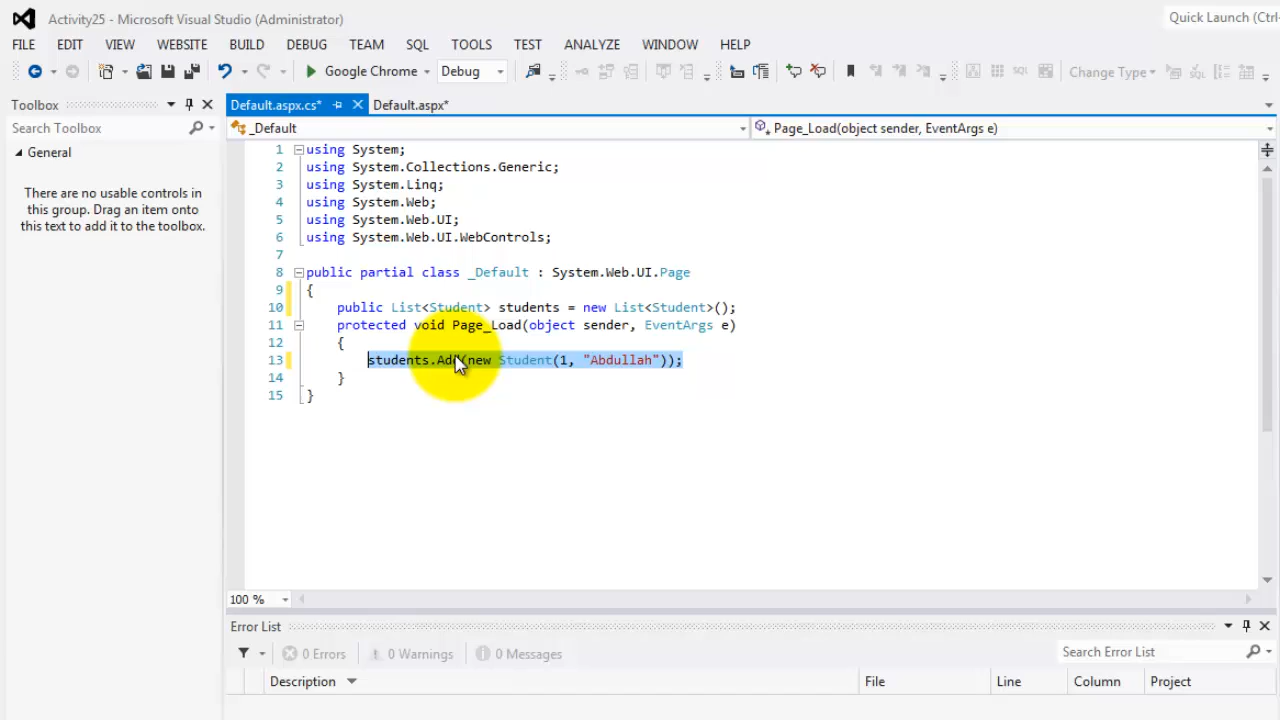 Activity25 - Microsoft Visual Studio (Administrator)
Quick Launch (Ctrl
FILE EDIT VIEW WEBSITE BUILD DEBUG TEAM SQL TOOLS TEST ANALYZE WINDOW HELP
Google Chrome Debug Change Type SQL
Toolbox
Default.aspx.cs* Default.aspx*
Search Toolbox
_Default
Page_Load(object sender, EventArgs e)
General
There are no usable controls in
this group. Drag an item onto
this text to add it to the toolbox.
1 using System;
2 using System.Collections.Generic;
3 using System.Linq;
4 using System.Web;
5 using System.Web.UI;
6 using System.Web.UI.WebControls;
7
8 public partial class _Default : System.Web.UI.Page
9 {
10 public List<Student> students = new List<Student>();
11 protected void Page_Load(object sender, EventArgs e)
12 {
13 students.Add(new Student(1, "Abdullah"));
14 }
15 }
100 %
Error List
0 Errors 0 Warnings 0 Messages
Search Error List
Description File Line Column Project